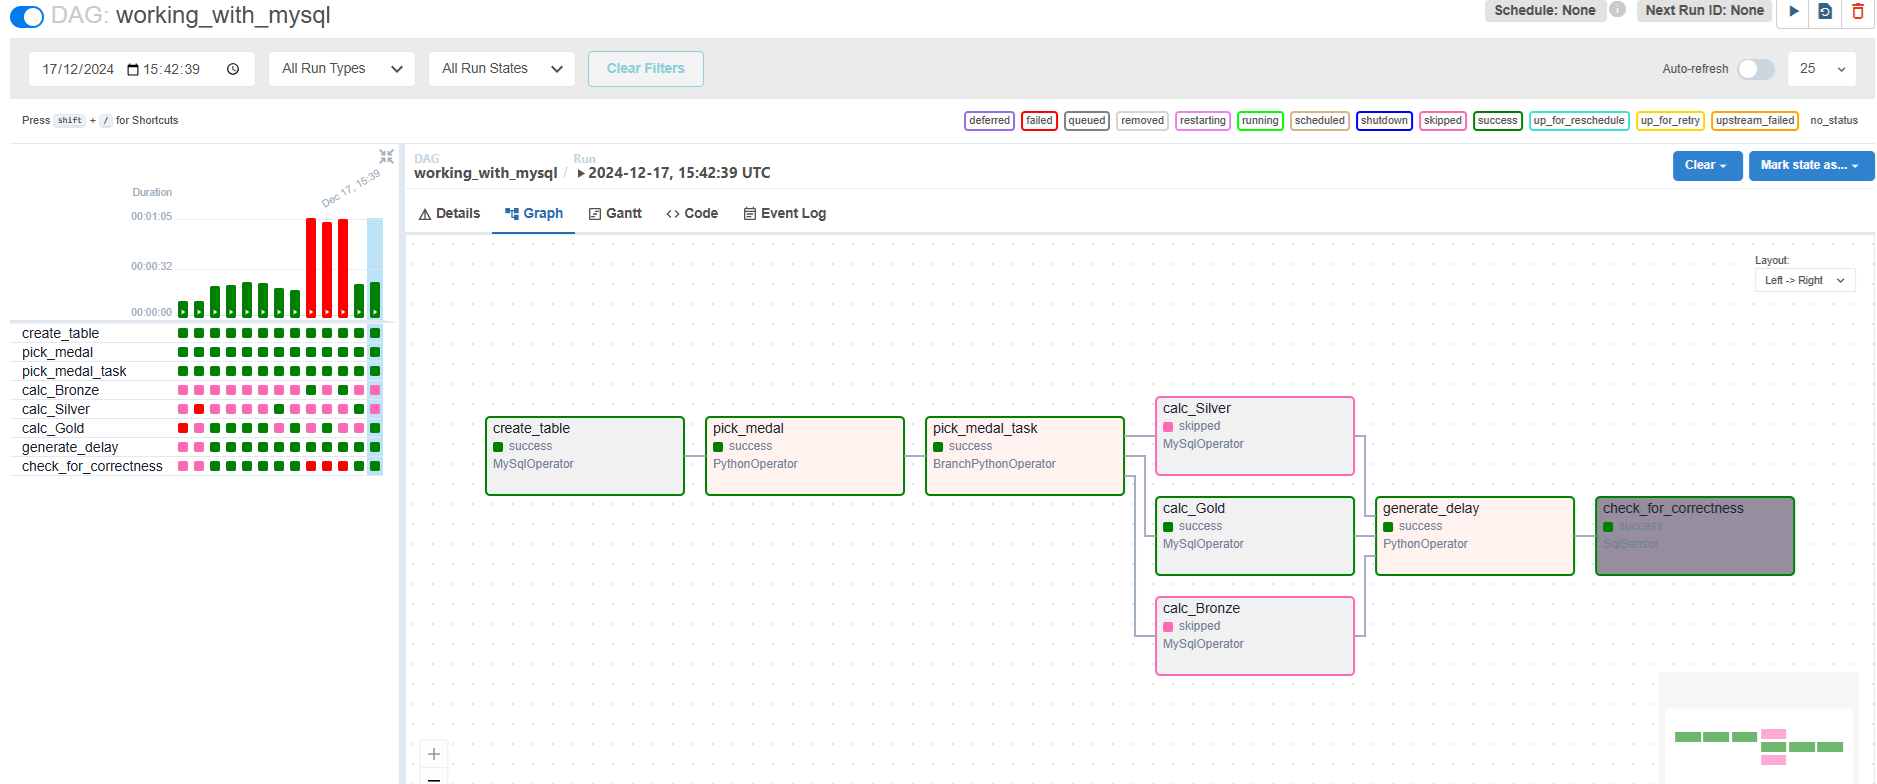 DAG: working_with_mysql
Schedule: None
Next Run ID: None
17/12/2024 15:42:39
All Run Types
All Run States
Clear Filters
Auto-refresh
25
Press shift + / for Shortcuts
deferred
failed
queued
removed
restarting
running
scheduled
shutdown
skipped
success
up_for_reschedule
up_for_retry
upstream_failed
no_status
Duration
Dec 17, 15:39
00:01:05
00:00:32
00:00:00
create_table
pick_medal
pick_medal_task
calc_Bronze
calc_Silver
calc_Gold
generate_delay
check_for_correctness
DAG
working_with_mysql /
Run
2024-12-17, 15:42:39 UTC
Clear
Mark state as...
Details
Graph
Gantt
Code
Event Log
Layout:
Left -> Right
create_table
success
MySqlOperator
pick_medal
success
PythonOperator
pick_medal_task
success
BranchPythonOperator
calc_Silver
skipped
MySqlOperator
calc_Gold
success
MySqlOperator
calc_Bronze
skipped
MySqlOperator
generate_delay
success
PythonOperator
check_for_correctness
success
SqlSensor